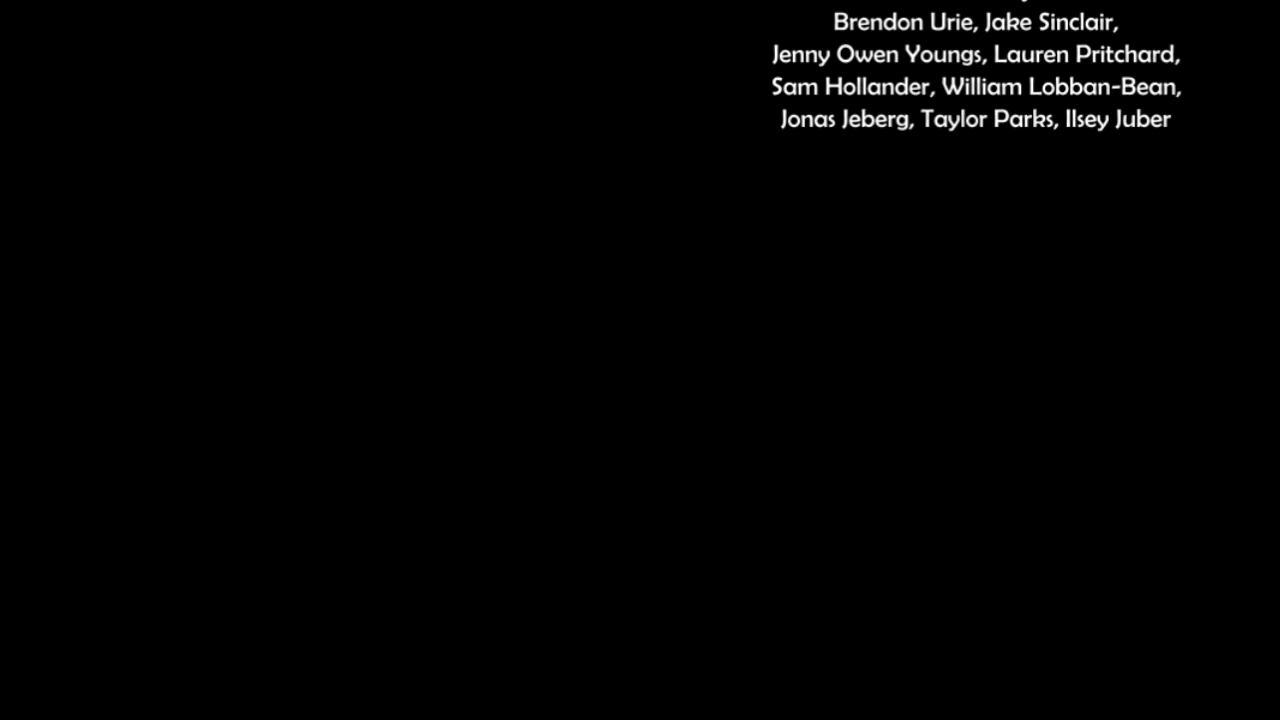 Brendon Urie, Jake Sinclair,
Jenny Owen Youngs, Lauren Pritchard,
Sam Hollander, William Lobban-Bean,
Jonas Jeberg, Taylor Parks, Ilsey Juber